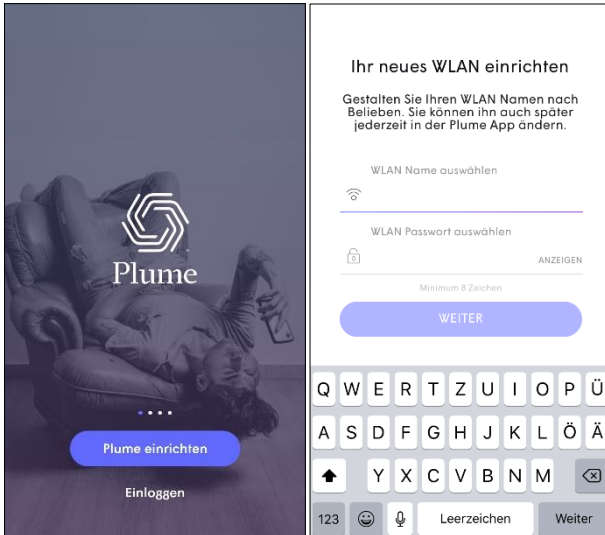 Plume
Plume einrichten
Einloggen
Ihr neues WLAN einrichten
Gestalten Sie Ihren WLAN Namen nach
Belieben. Sie können ihn auch später
jederzeit in der Plume App ändern.
WLAN Name auswählen
WLAN Passwort auswählen
ANZEIGEN
Minimum 8 Zeichen
WEITER
Q W E R T Z U I O P Ü
A S D F G H J K L Ö Ä
Y X C V B N M
123 Leerzeichen Weiter